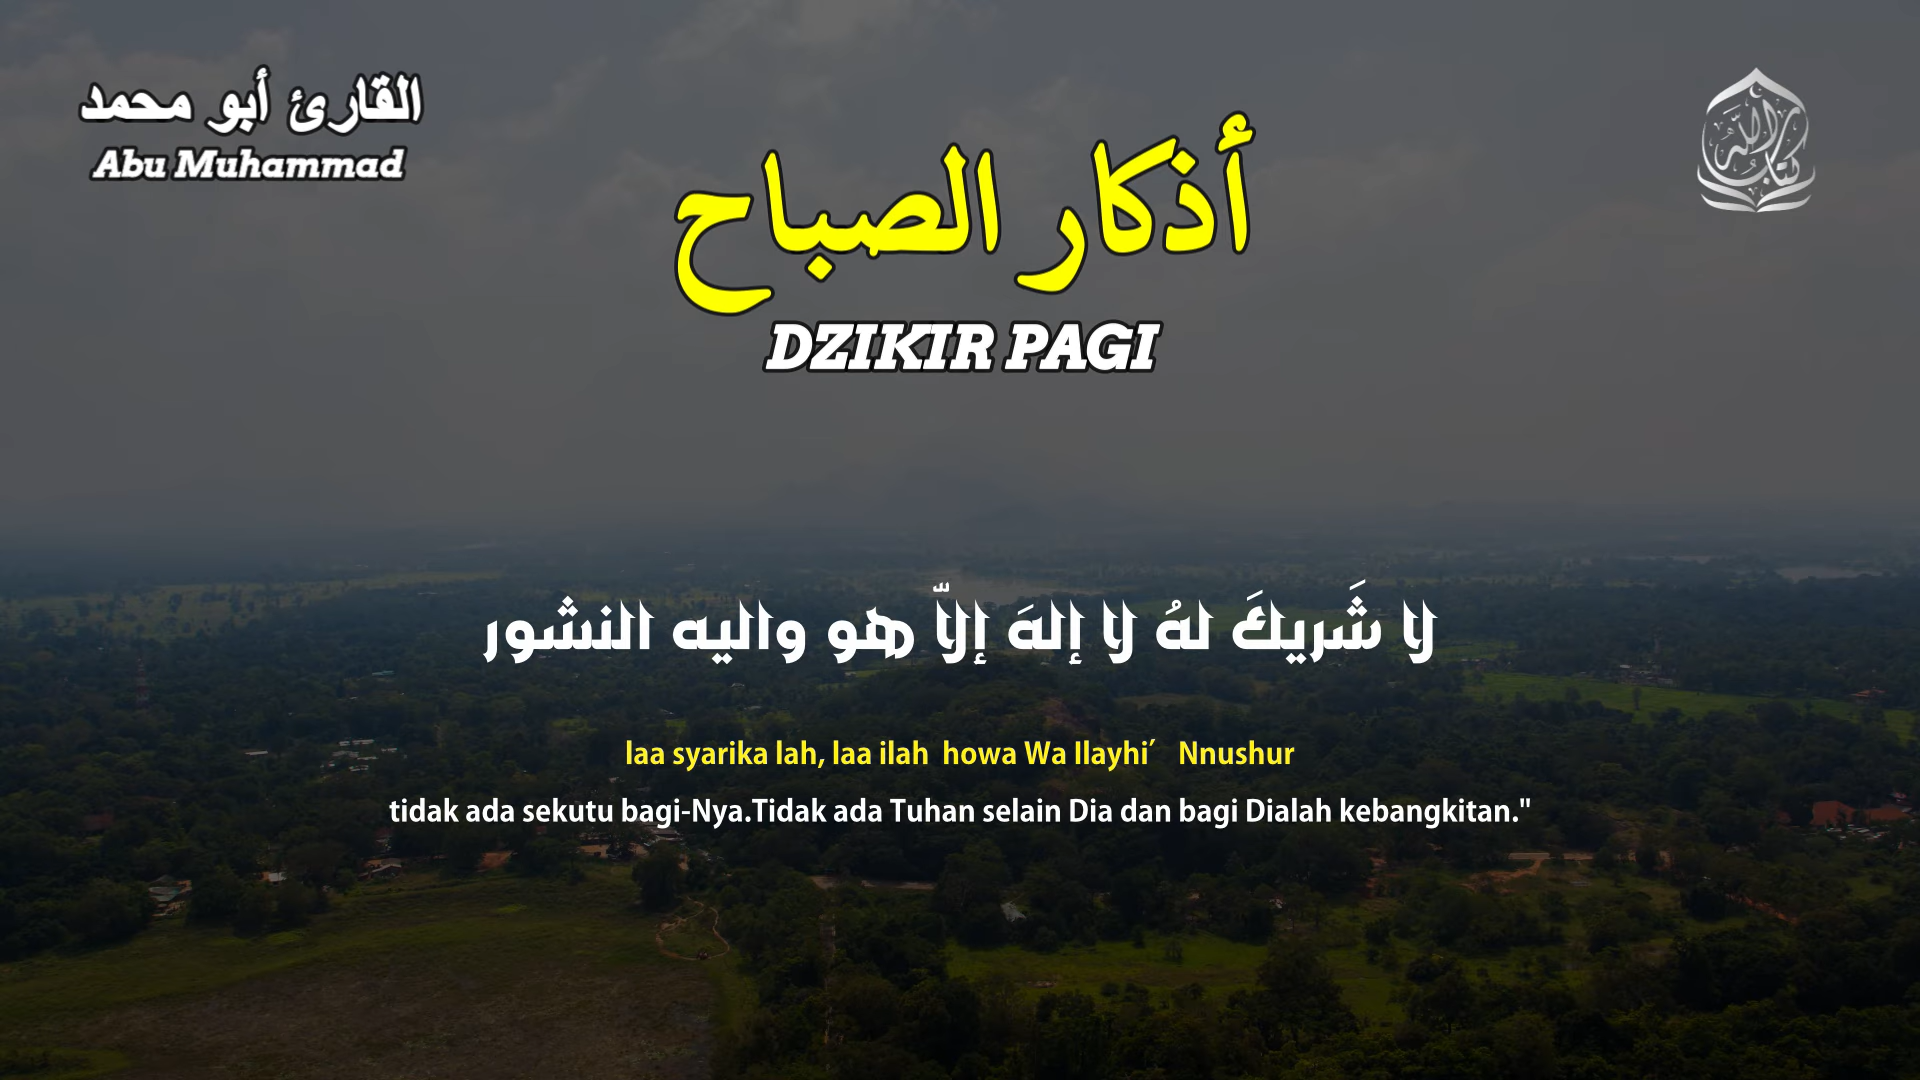 القارئ أبو محمد
Abu Muhammad
أذكار الصباح
DZIKIR PAGI
كتاب الله
لا شَريكَ لهُ لا إلهَ إلاّ هو واليه النشور
laa syarika lah, laa ilah  howa Wa Ilayhi´  Nnushur
tidak ada sekutu bagi-Nya.Tidak ada Tuhan selain Dia dan bagi Dialah kebangkitan."